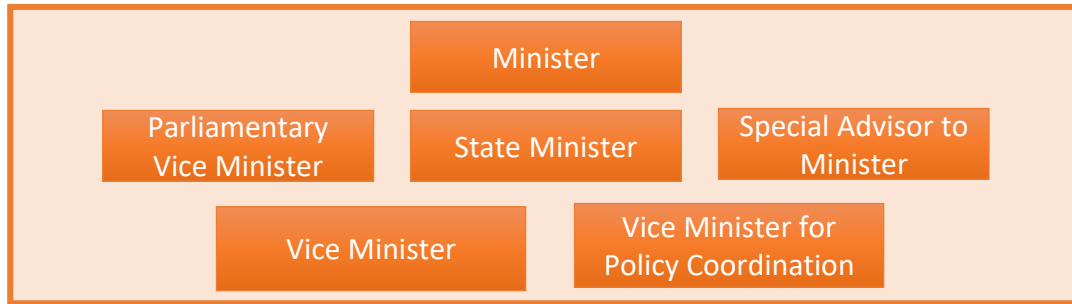 Minister
Parliamentary
Vice Minister
State Minister
Special Advisor to
Minister
Vice Minister
Vice Minister for
Policy Coordination